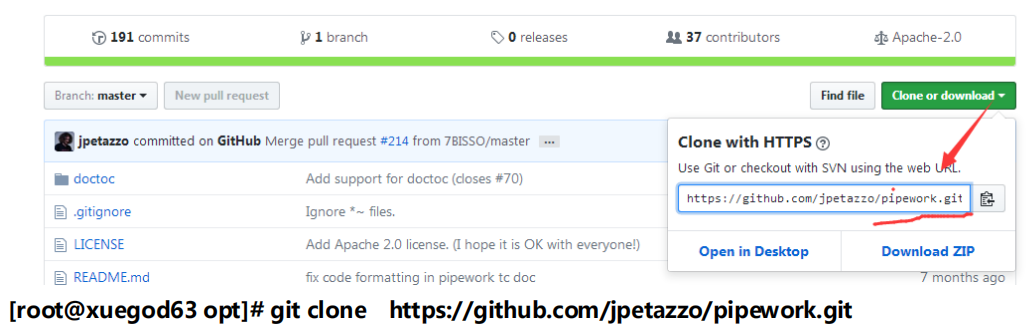 191 commits 1 branch 0 releases 37 contributors Apache-2.0
Branch: master New pull request Find file Clone or download
jpetazzo committed on GitHub Merge pull request #214 from 7BISSO/master ...
Clone with HTTPS ?
Use Git or checkout with SVN using the web URL.
doctoc Add support for doctoc (closes #70)
https://github.com/jpetazzo/pipework.git
.gitignore Ignore *~ files.
LICENSE Add Apache 2.0 license. (I hope it is OK with everyone!)
Open in Desktop Download ZIP
README.md fix code formatting in pipework tc doc 7 months ago
[root@xuegod63 opt]# git clone https://github.com/jpetazzo/pipework.git